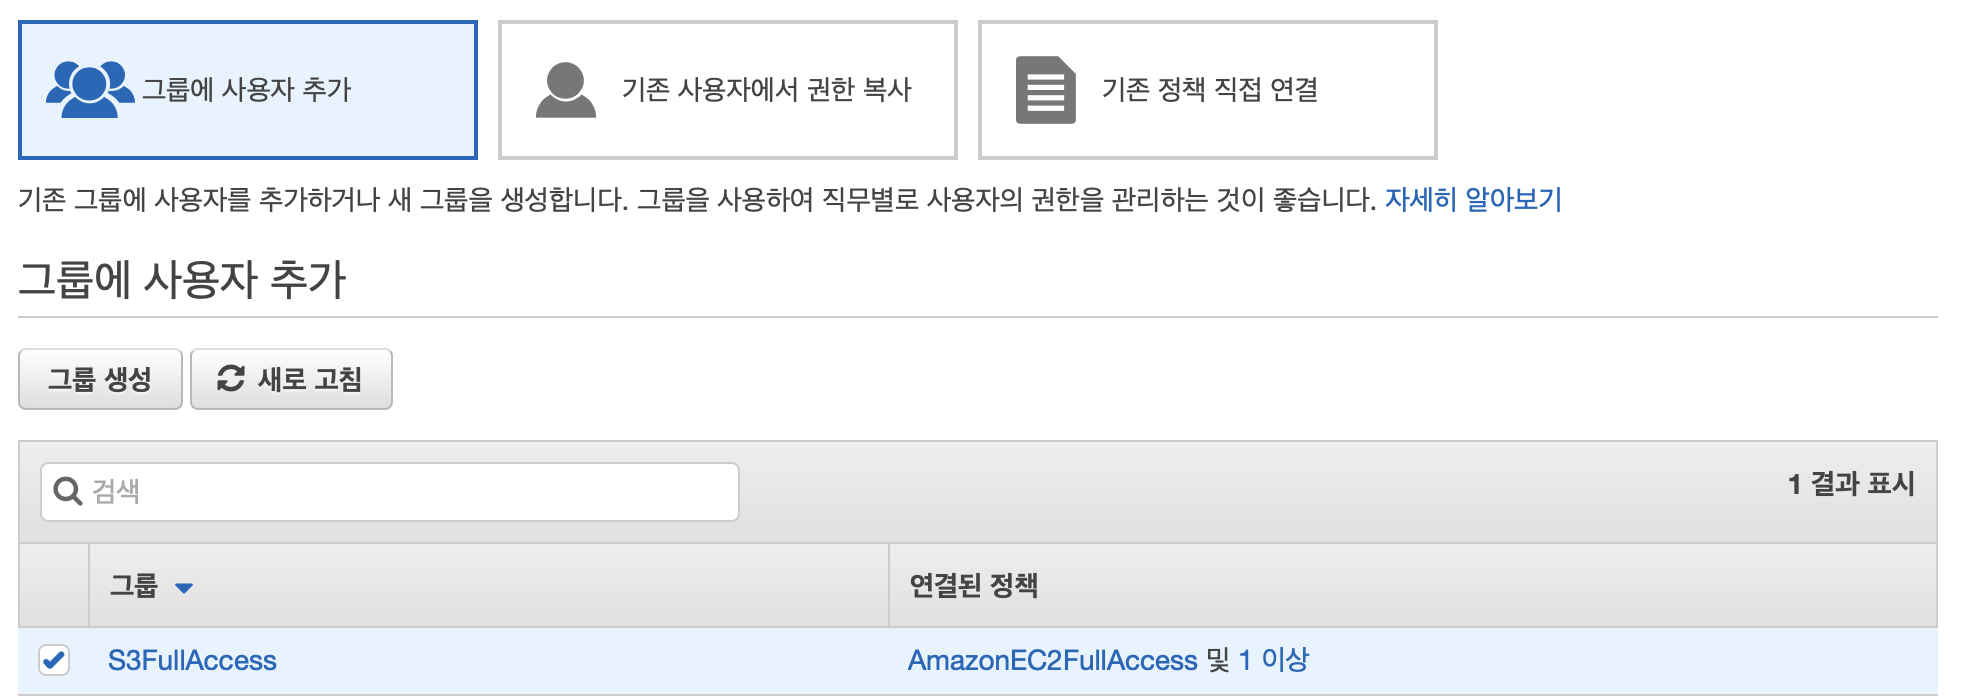 그룹에 사용자 추가
기존 사용자에서 권한 복사
기존 정책 직접 연결
기존 그룹에 사용자를 추가하거나 새 그룹을 생성합니다. 그룹을 사용하여 직무별로 사용자의 권한을 관리하는 것이 좋습니다. 자세히 알아보기
그룹에 사용자 추가
그룹 생성
새로 고침
검색
1 결과 표시
그룹
연결된 정책
S3FullAccess
AmazonEC2FullAccess 및 1 이상